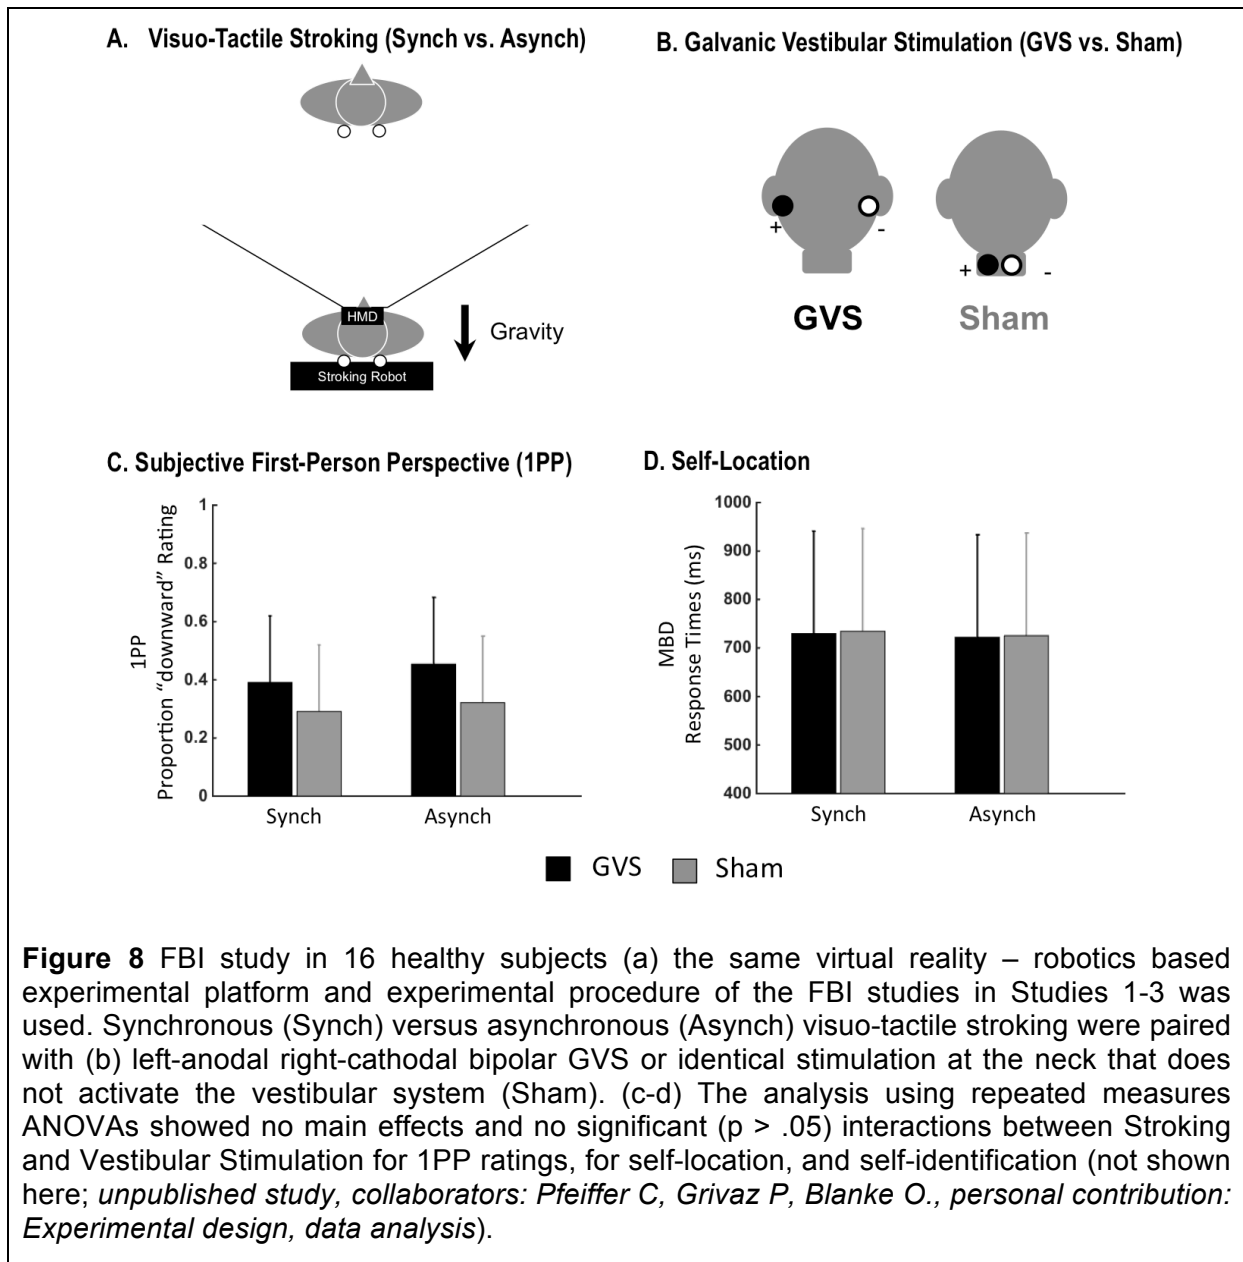 A. Visuo-Tactile Stroking (Synch vs. Asynch)
HMD
Gravity
Stroking Robot
B. Galvanic Vestibular Stimulation (GVS vs. Sham)
+ -
+ -
GVS Sham
C. Subjective First-Person Perspective (1PP)
1PP
Proportion “downward” Rating
1
0.8
0.6
0.4
0.2
0
Synch Asynch
D. Self-Location
MBD
Response Times (ms)
1000
900
800
700
600
500
400
Synch Asynch
GVS Sham
Figure 8 FBI study in 16 healthy subjects (a) the same virtual reality – robotics based
experimental platform and experimental procedure of the FBI studies in Studies 1-3 was
used. Synchronous (Synch) versus asynchronous (Asynch) visuo-tactile stroking were paired
with (b) left-anodal right-cathodal bipolar GVS or identical stimulation at the neck that does
not activate the vestibular system (Sham). (c-d) The analysis using repeated measures
ANOVAs showed no main effects and no significant (p > .05) interactions between Stroking
and Vestibular Stimulation for 1PP ratings, for self-location, and self-identification (not shown
here; unpublished study, collaborators: Pfeiffer C, Grivaz P, Blanke O., personal contribution:
Experimental design, data analysis).